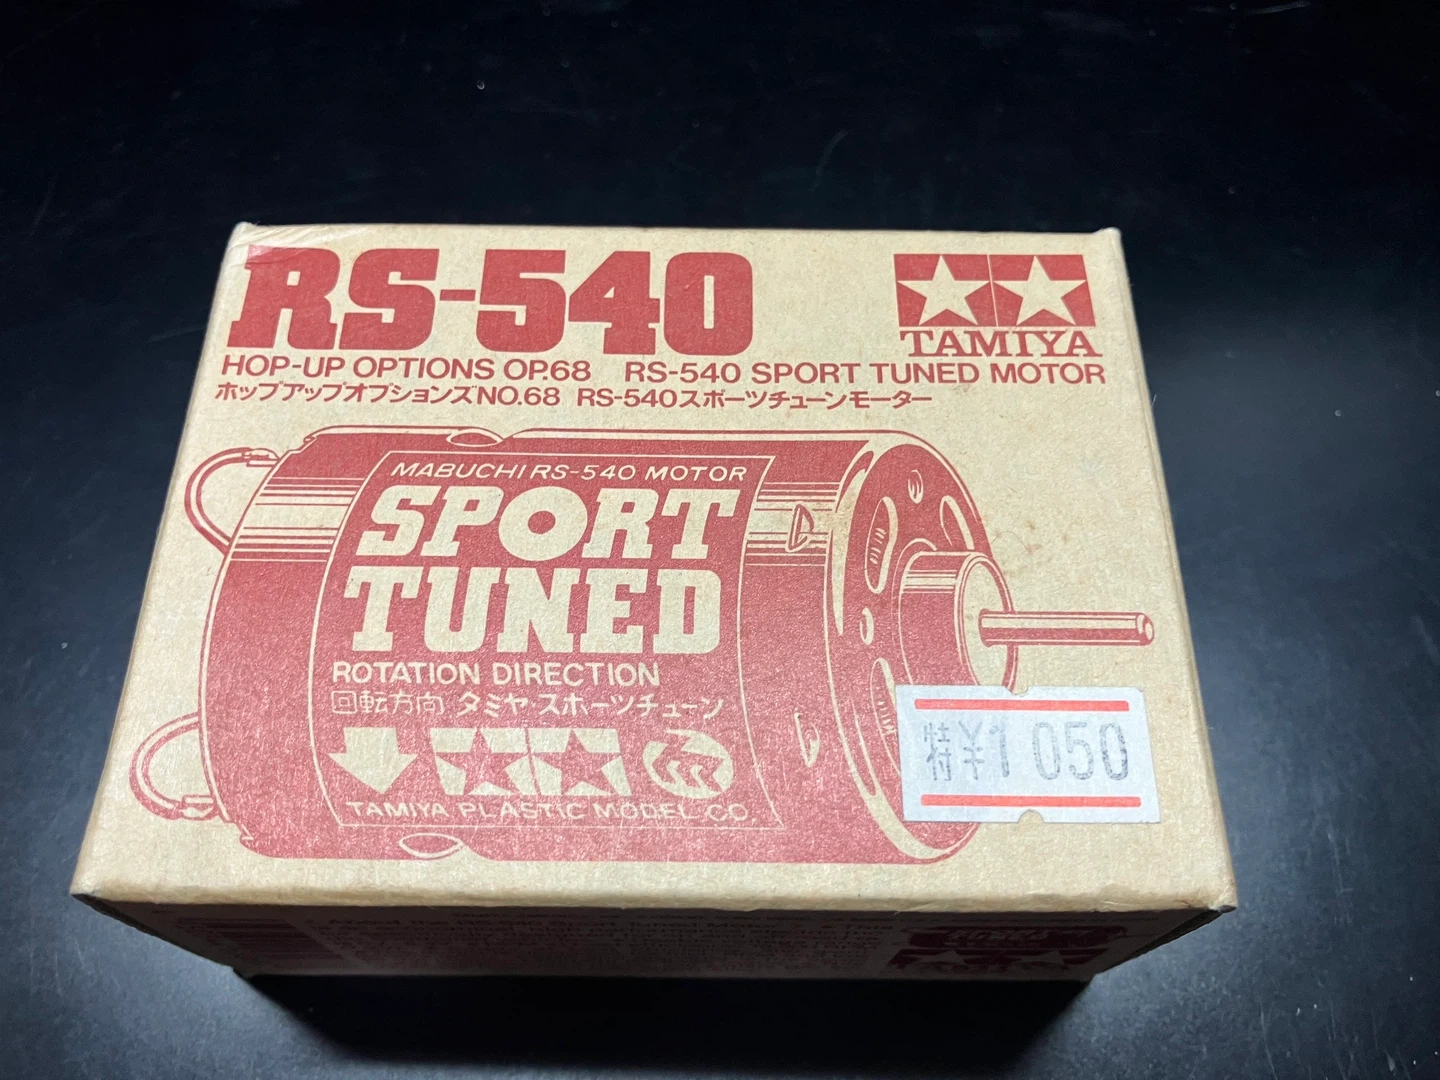 RS-540
TAMIYA
HOP-UP OPTIONS OP.68 RS-540 SPORT TUNED MOTOR
ホップアップオプションズNO.68 RS-540スポーツチューンモーター
MABUCHI RS-540 MOTOR
SPORT
TUNED
ROTATION DIRECTION
回転方向 タミヤ・スポーツチューン
TAMIYA PLASTIC MODEL CO.
特付 ¥1 050